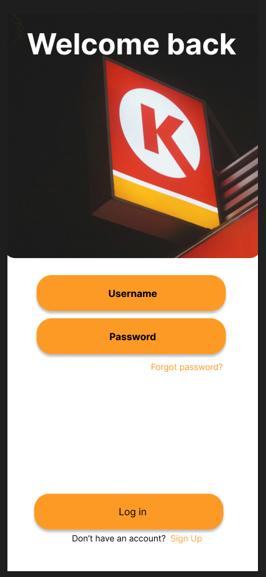 Welcome back
K
Username
Password
Forgot password?
Log in
Don't have an account? Sign Up